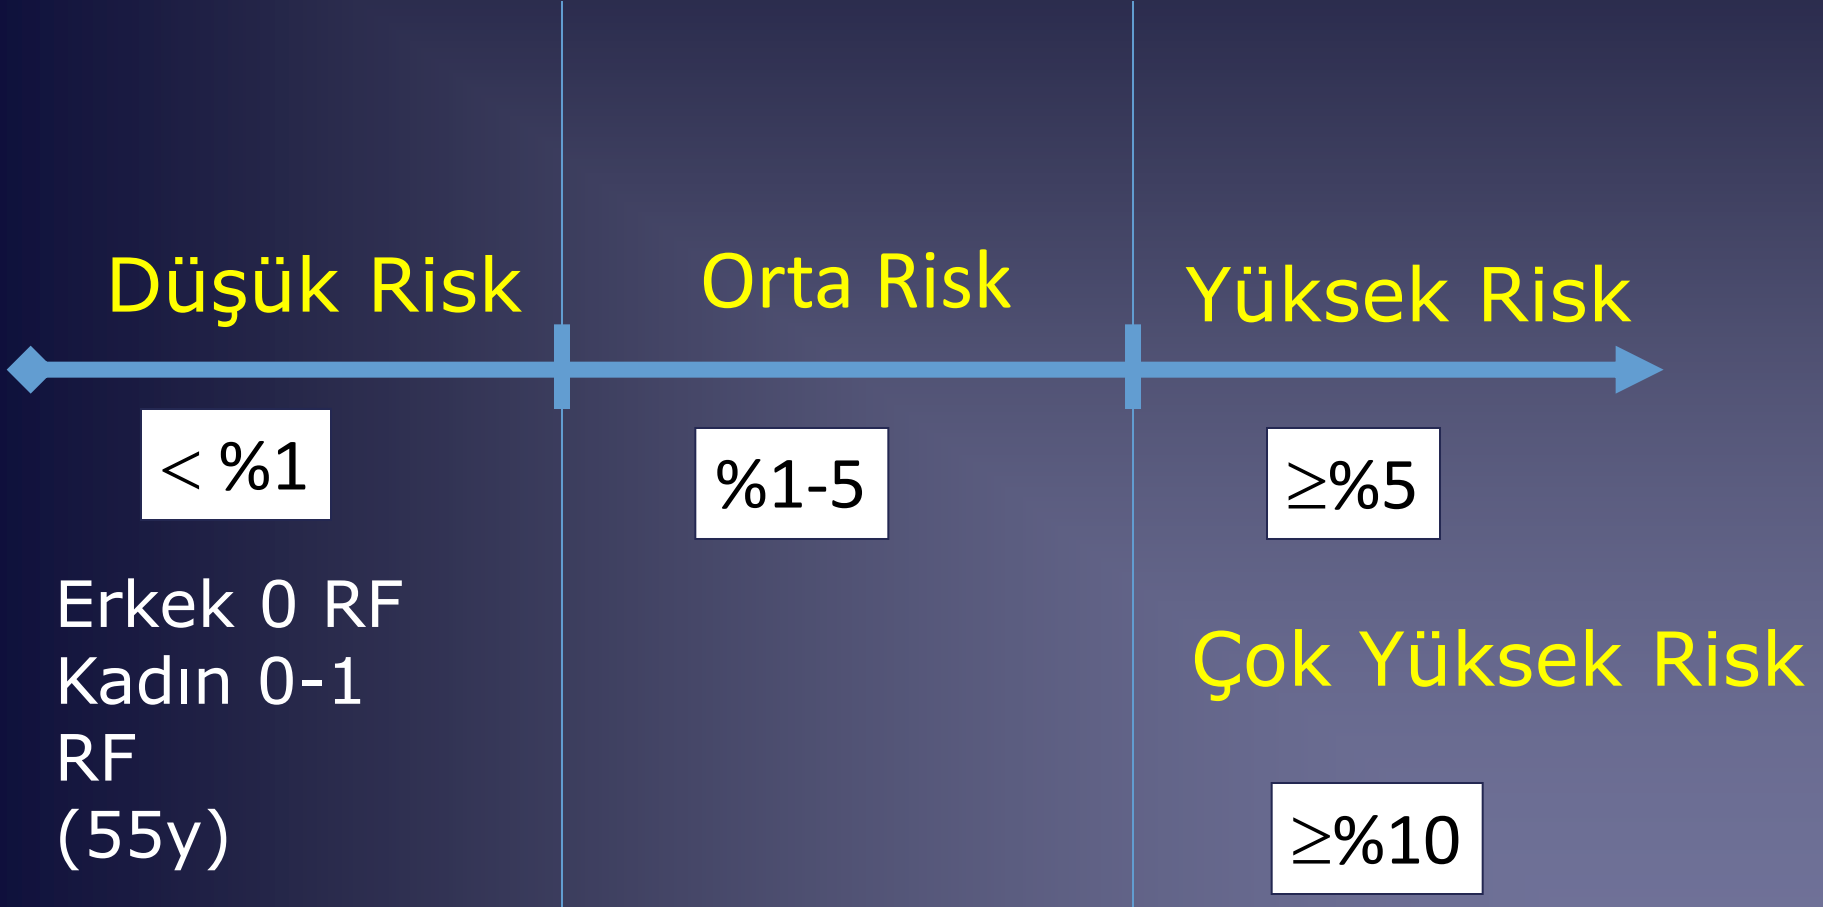 Düşük Risk
< %1
Erkek 0 RF
Kadın 0-1
RF
(55y)
Orta Risk
%1-5
Yüksek Risk
≥%5
Çok Yüksek Risk
≥%10